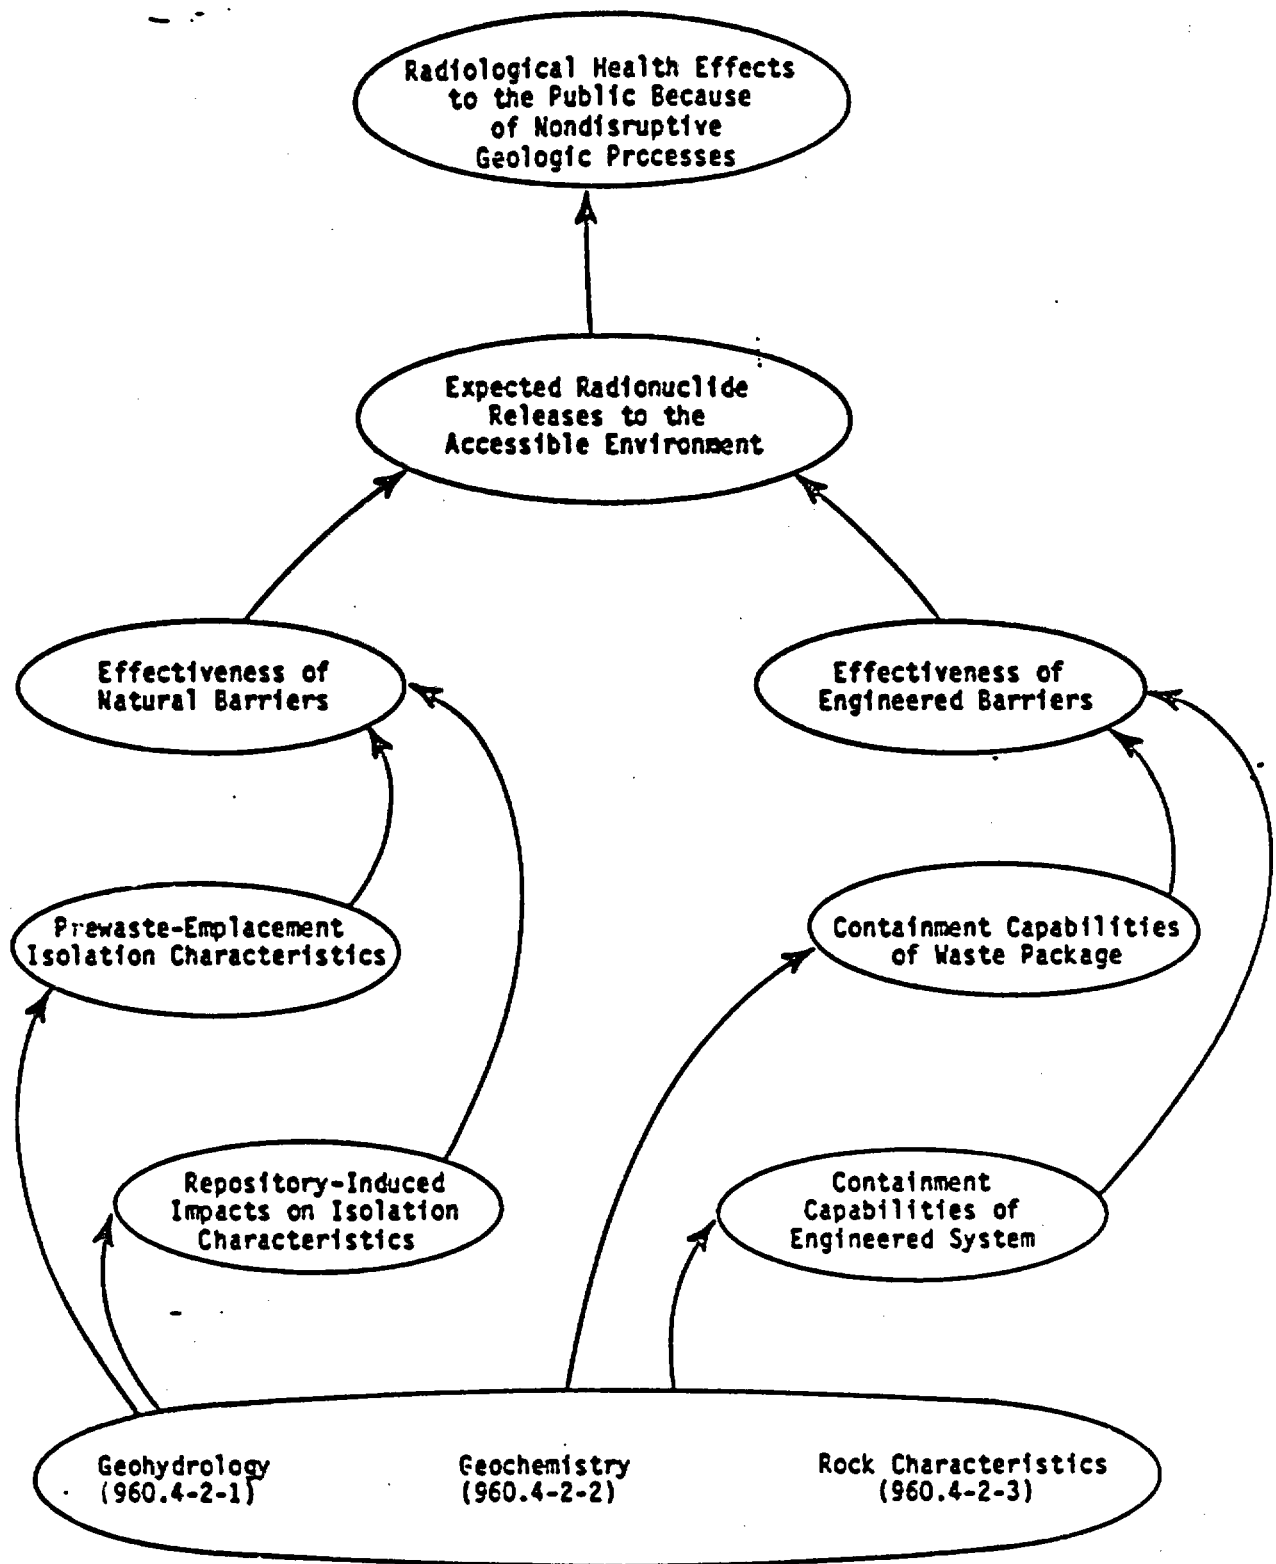 Radiological Health Effects
to the Public Because
of Nondisruptive
Geologic Processes
Expected Radionuclide
Releases to the
Accessible Environment
Effectiveness of
Natural Barriers
Effectiveness of
Engineered Barriers
Prewaste-Emplacement
Isolation Characteristics
Containment Capabilities
of Waste Package
Repository-Induced
Impacts on Isolation
Characteristics
Containment
Capabilities of
Engineered System
Geohydrology
(960.4-2-1)
Geochemistry
(960.4-2-2)
Rock Characteristics
(960.4-2-3)